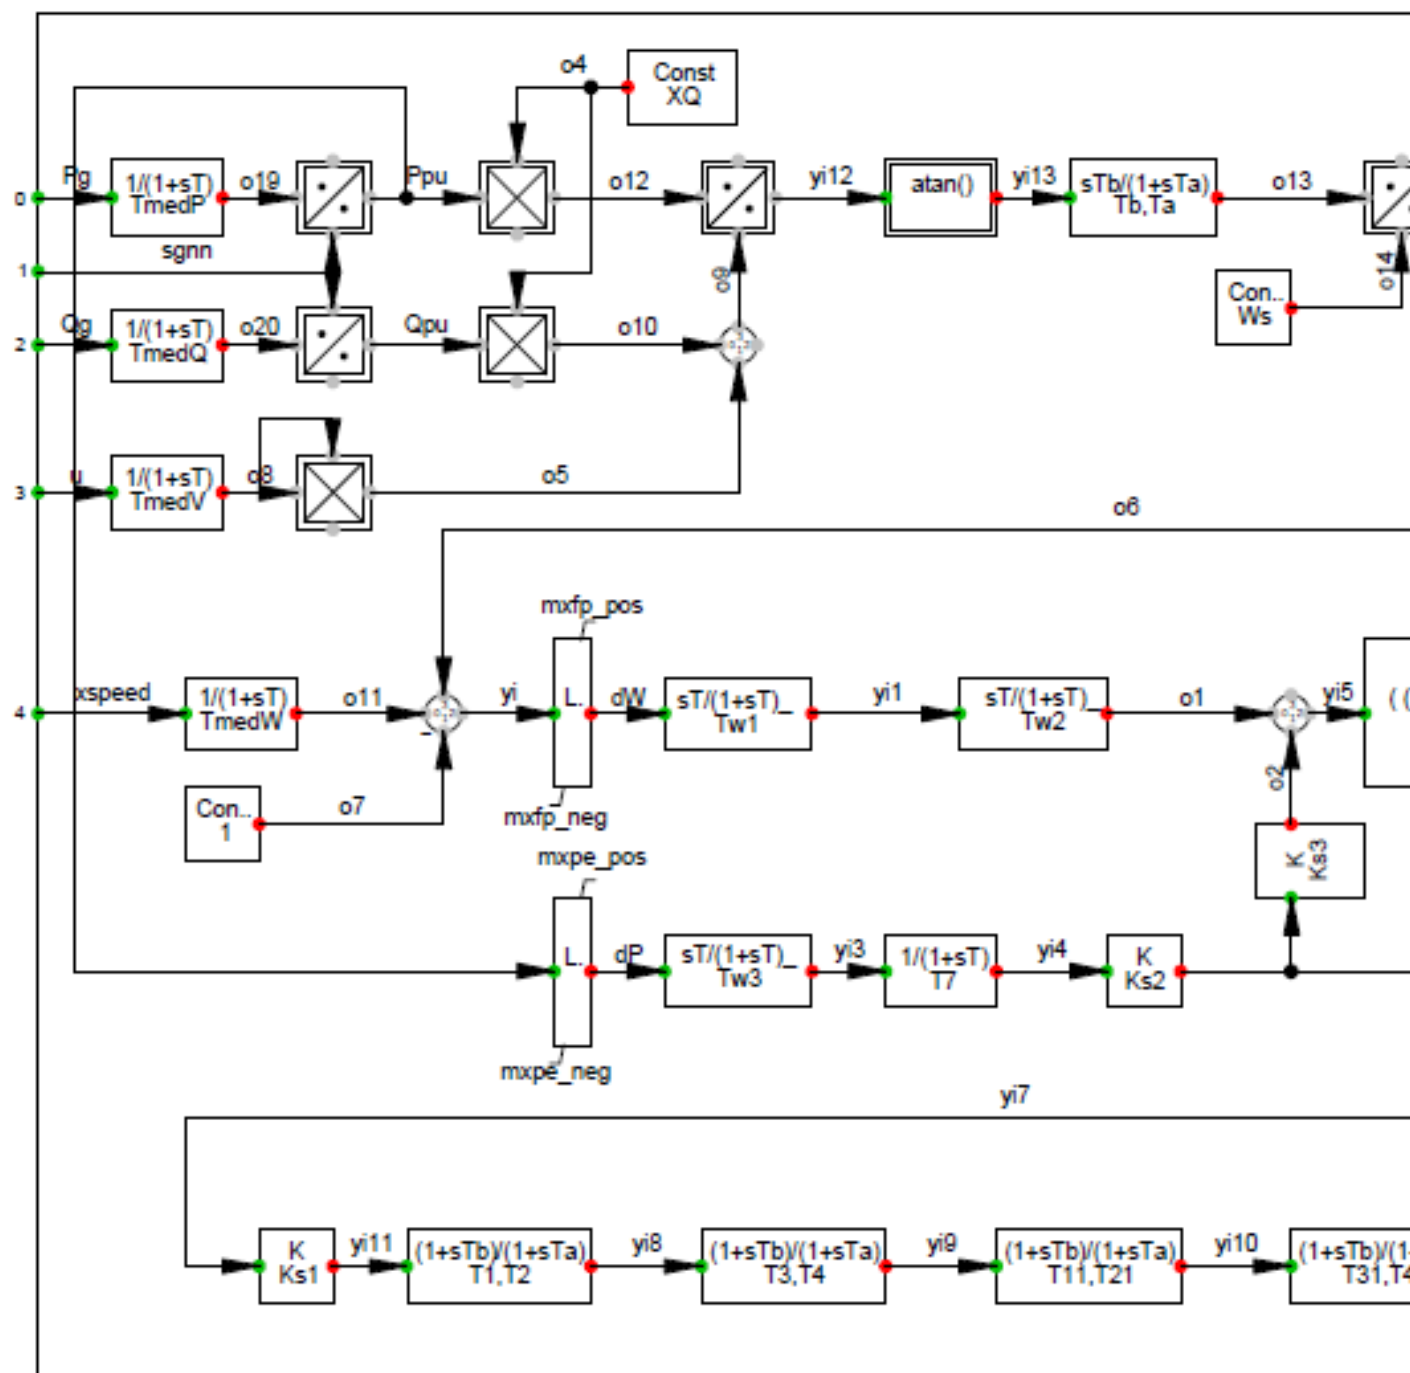 o4
Const
XQ
Pg
1/(1+sT)
TmedP
o19
Ppu
o12
yi12
atan()
yi13
sTb/(1+sTa)
Tb,Ta
o13
0
sgnn
1
o9
o14
Con..
Ws
Qg
1/(1+sT)
TmedQ
o20
Qpu
o10
2
u
1/(1+sT)
TmedV
o8
o5
3
o6
mxfp_pos
xspeed
1/(1+sT)
TmedW
o11
yi
L.
dW
sT/(1+sT)_
Tw1
yi1
sT/(1+sT)_
Tw2
o1
yi5
( (
4
-
o2
Con..
1
o7
mxfp_neg
mxpe_pos
K
Ks3
L.
dP
sT/(1+sT)_
Tw3
yi3
1/(1+sT)
T7
yi4
K
Ks2
mxpe_neg
yi7
K
Ks1
yi11
(1+sTb)/(1+sTa)
T1,T2
yi8
(1+sTb)/(1+sTa)
T3,T4
yi9
(1+sTb)/(1+sTa)
T11,T21
yi10
(1+sTb)/(1
T31,T4